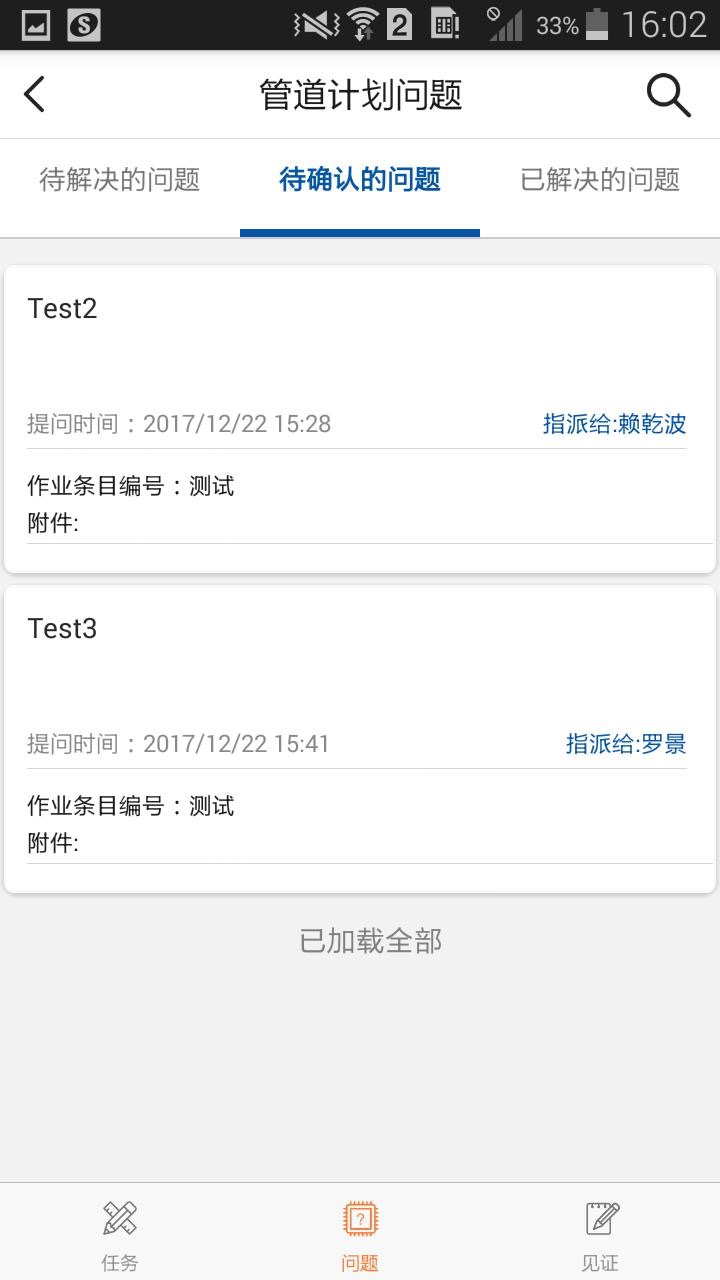 2
33%
16:02
管道计划问题
待解决的问题
待确认的问题
已解决的问题
Test2
提问时间：2017/12/22 15:28
指派给:赖乾波
作业条目编号：测试
附件:
Test3
提问时间：2017/12/22 15:41
指派给:罗景
作业条目编号：测试
附件:
已加载全部
任务
问题
见证